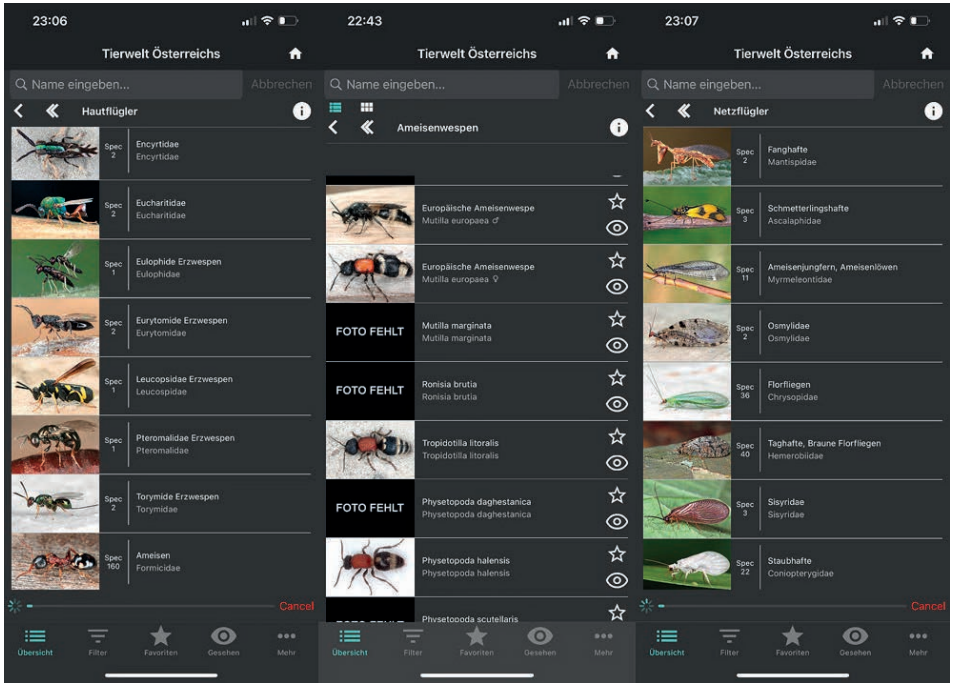 23:06
Tierwelt Österreichs
Name eingeben...
Abbrechen
Hautflügler
Spec 2
Encyrtidae
Encyrtidae
Spec 2
Eucharitidae
Eucharitidae
Spec 1
Eulophide Erzwespen
Eulophidae
Spec 2
Eurytomide Erzwespen
Eurytomidae
Spec 1
Leucopsidae Erzwespen
Leucospidae
Spec 1
Pteromalidae Erzwespen
Pteromalidae
Spec 2
Torymide Erzwespen
Torymidae
Spec 160
Ameisen
Formicidae
Cancel
Übersicht
Filter
Favoriten
Gesehen
Mehr
22:43
Tierwelt Österreichs
Name eingeben...
Abbrechen
Ameisenwespen
Europäische Ameisenwespe
Mutilla europaea ♂
Europäische Ameisenwespe
Mutilla europaea ♀
FOTO FEHLT
Mutilla marginata
Mutilla marginata
FOTO FEHLT
Ronisia brutia
Ronisia brutia
Tropidotilla litoralis
Tropidotilla litoralis
FOTO FEHLT
Physetopoda daghestanica
Physetopoda daghestanica
Physetopoda halensis
Physetopoda halensis
Physetopoda scutellaris
Übersicht
Filter
Favoriten
Gesehen
Mehr
23:07
Tierwelt Österreichs
Name eingeben...
Abbrechen
Netzflügler
Spec 2
Fanghafte
Mantispidae
Spec 3
Schmetterlingshafte
Ascalaphidae
Spec 11
Ameisenjungfern, Ameisenlöwen
Myrmeleontidae
Spec 2
Osmylidae
Osmylidae
Spec 36
Florfliegen
Chrysopidae
Spec 40
Taghafte, Braune Florfliegen
Hemerobiidae
Spec 3
Sisyridae
Sisyridae
Spec 22
Staubhafte
Coniopterygidae
Cancel
Übersicht
Filter
Favoriten
Gesehen
Mehr